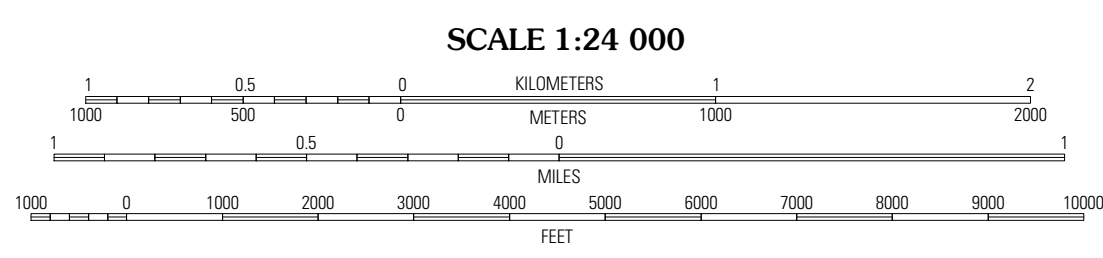 SCALE 1:24 000
1 0.5 0 KILOMETERS 1 2
1000 500 0 METERS 1000 2000
1 0.5 0 1
MILES
1000 0 1000 2000 3000 4000 5000 6000 7000 8000 9000 10000
FEET